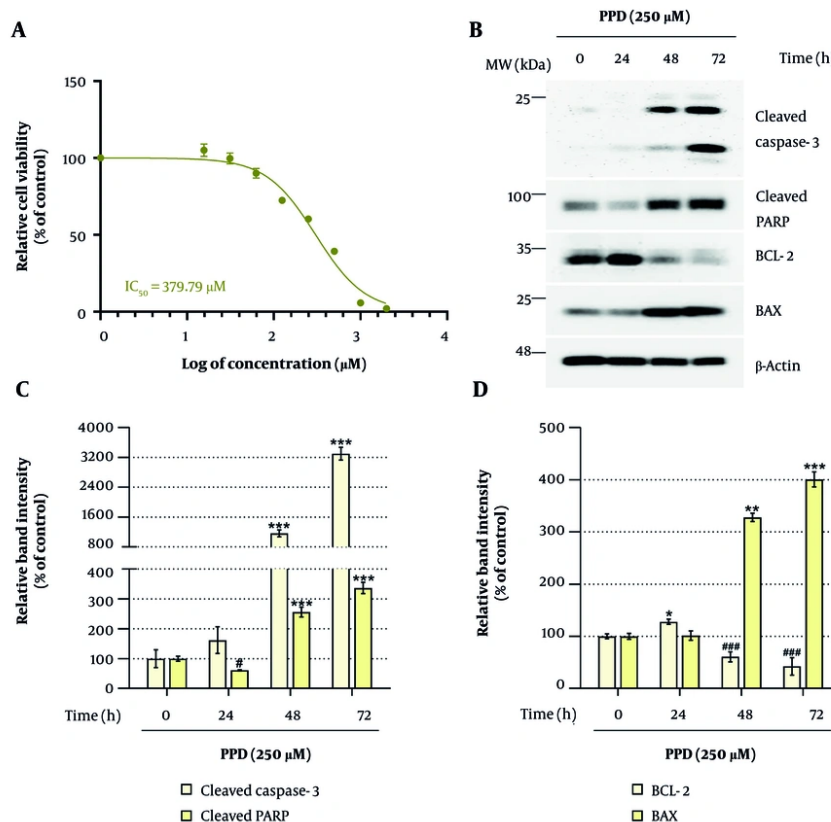 A
150
100
50
0
Relative cell viability
(% of control)
IC50 = 379.79 µM
0 1 2 3 4
Log of concentration (µM)
B
PPD (250 µM)
MW (kDa) 0 24 48 72 Time (h
25
Cleaved
caspase-3
100
Cleaved
PARP
35
BCL-2
25
BAX
48
β-Actin
C
4000
3200
2400
1600
800
400
300
200
100
0
Relative band intensity
(% of control)
***
***
***
***
#
Time (h) 0 24 48 72
PPD (250 µM)
Cleaved caspase-3
Cleaved PARP
D
500
400
300
200
100
0
Relative band intensity
(% of control)
***
**
*
###
###
Time (h) 0 24 48 72
PPD (250 µM)
BCL-2
BAX